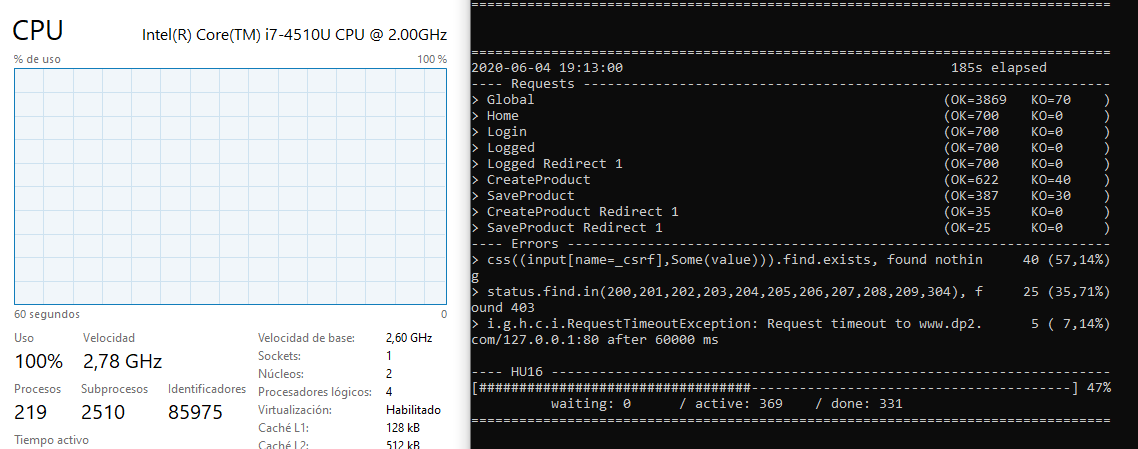 CPU
Intel(R) Core(TM) i7-4510U CPU @ 2.00GHz
% de uso
100 %
60 segundos
0
Uso
Velocidad
100%
2,78 GHz
Procesos
Subprocesos
Identificadores
219
2510
85975
Tiempo activo
Velocidad de base: 2,60 GHz
Sockets: 1
Núcleos: 2
Procesadores lógicos: 4
Virtualización: Habilitado
Caché L1: 128 kB
Caché L2: 512 kB
================================================================================
================================================================================
2020-06-04 19:13:00                                         185s elapsed
---- Requests ------------------------------------------------------------------
> Global                                                   (OK=3869   KO=70    )
> Home                                                     (OK=700    KO=0     )
> Login                                                    (OK=700    KO=0     )
> Logged                                                   (OK=700    KO=0     )
> Logged Redirect 1                                        (OK=700    KO=0     )
> CreateProduct                                            (OK=622    KO=40    )
> SaveProduct                                              (OK=387    KO=30    )
> CreateProduct Redirect 1                                 (OK=35     KO=0     )
> SaveProduct Redirect 1                                   (OK=25     KO=0     )
---- Errors --------------------------------------------------------------------
> css((input[name=_csrf],Some(value))).find.exists, found nothin     40 (57,14%)
g
> status.find.in(200,201,202,203,204,205,206,207,208,209,304), f     25 (35,71%)
ound 403
> i.g.h.c.i.RequestTimeoutException: Request timeout to www.dp2.      5 ( 7,14%)
com/127.0.0.1:80 after 60000 ms
---- HU16 ----------------------------------------------------------------------
[##################################----------------------------------------] 47%
          waiting: 0      / active: 369    / done: 331
================================================================================